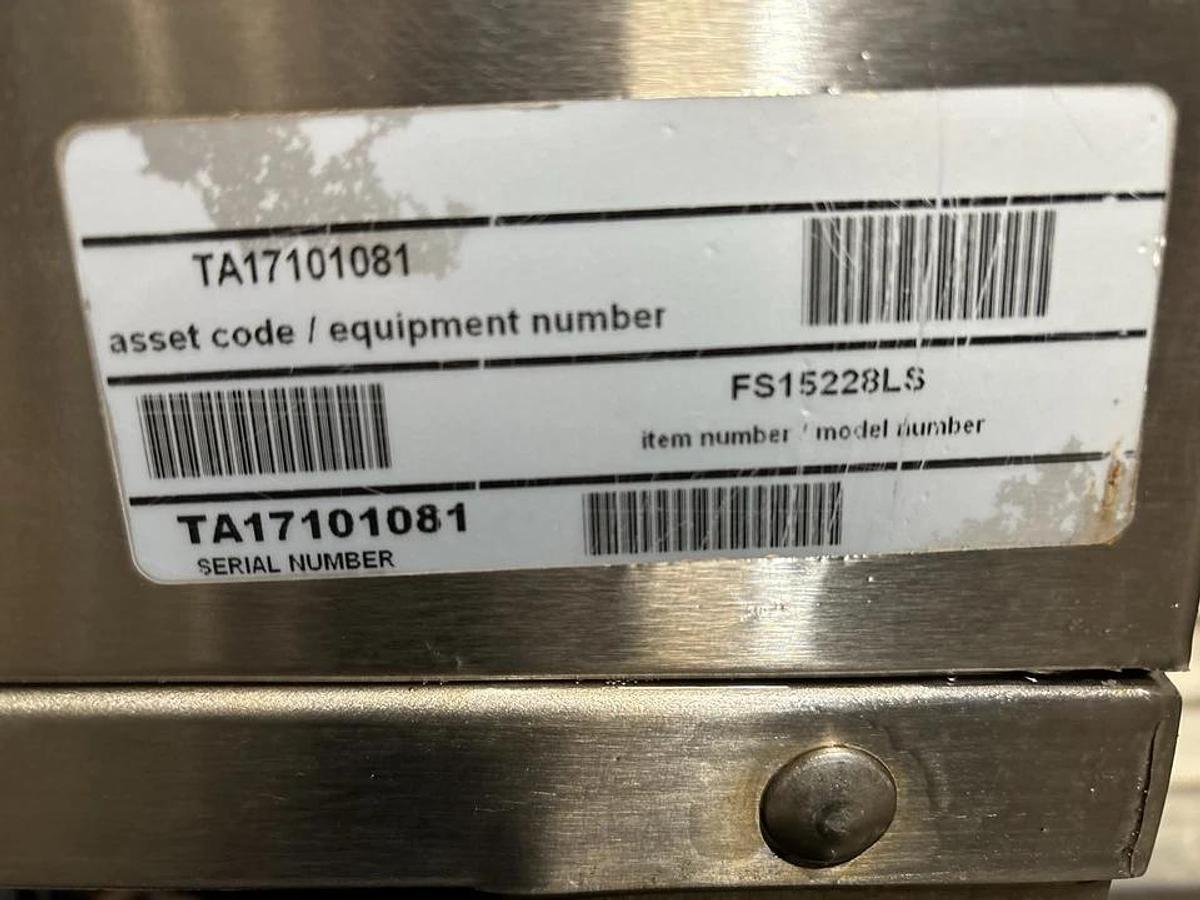 TA17101081
asset code / equipment number
FS15228LS
item number / model number
TA17101081
SERIAL NUMBER